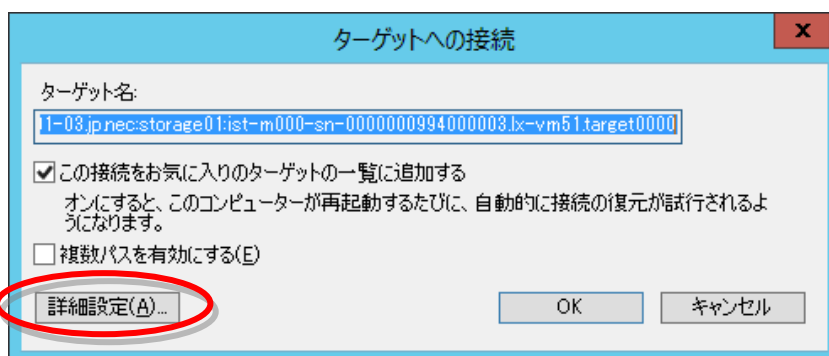 ターゲットへの接続
x
ターゲット名:
11-03.jp.nec:storage01:ist-m000-sn-0000000994000003.lx-vm51.target0000
この接続をお気に入りのターゲットの一覧に追加する
オンにすると、このコンピューターが再起動するたびに、自動的に接続の復元が試行されるよ
うになります。
複数パスを有効にする(E)
詳細設定(A)...
OK
キャンセル